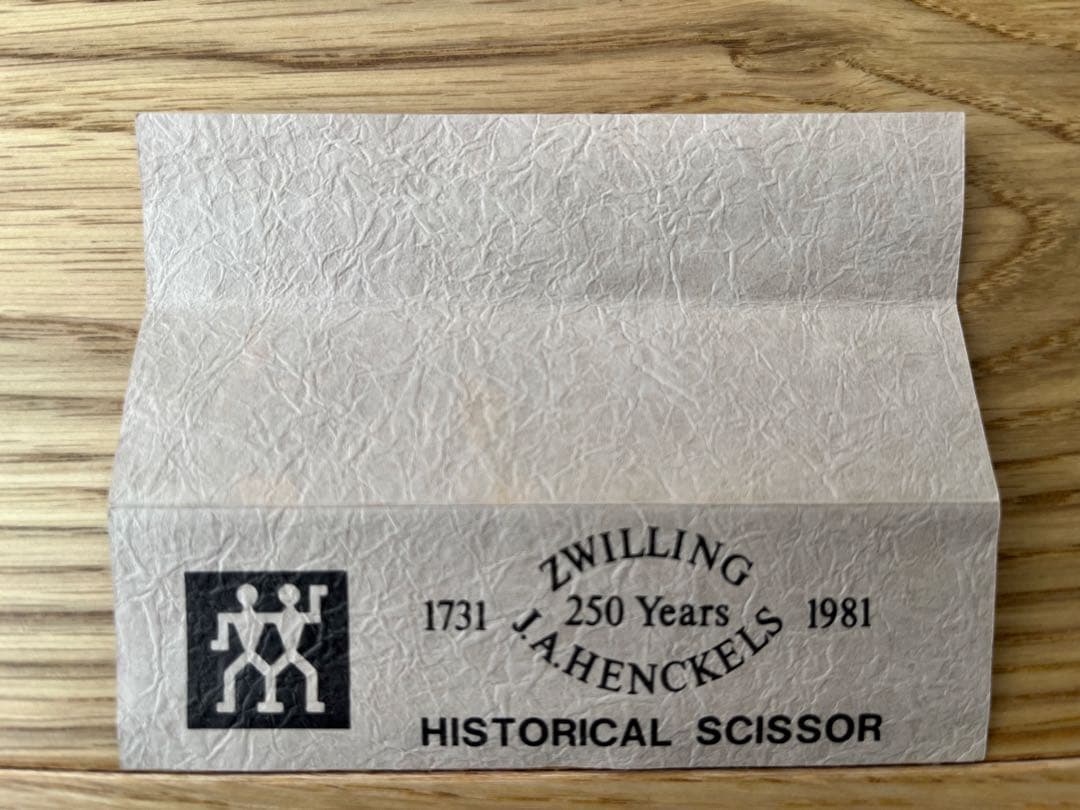 ZWILLING
1731 250 Years 1981
J.A.HENCKELS
HISTORICAL SCISSOR